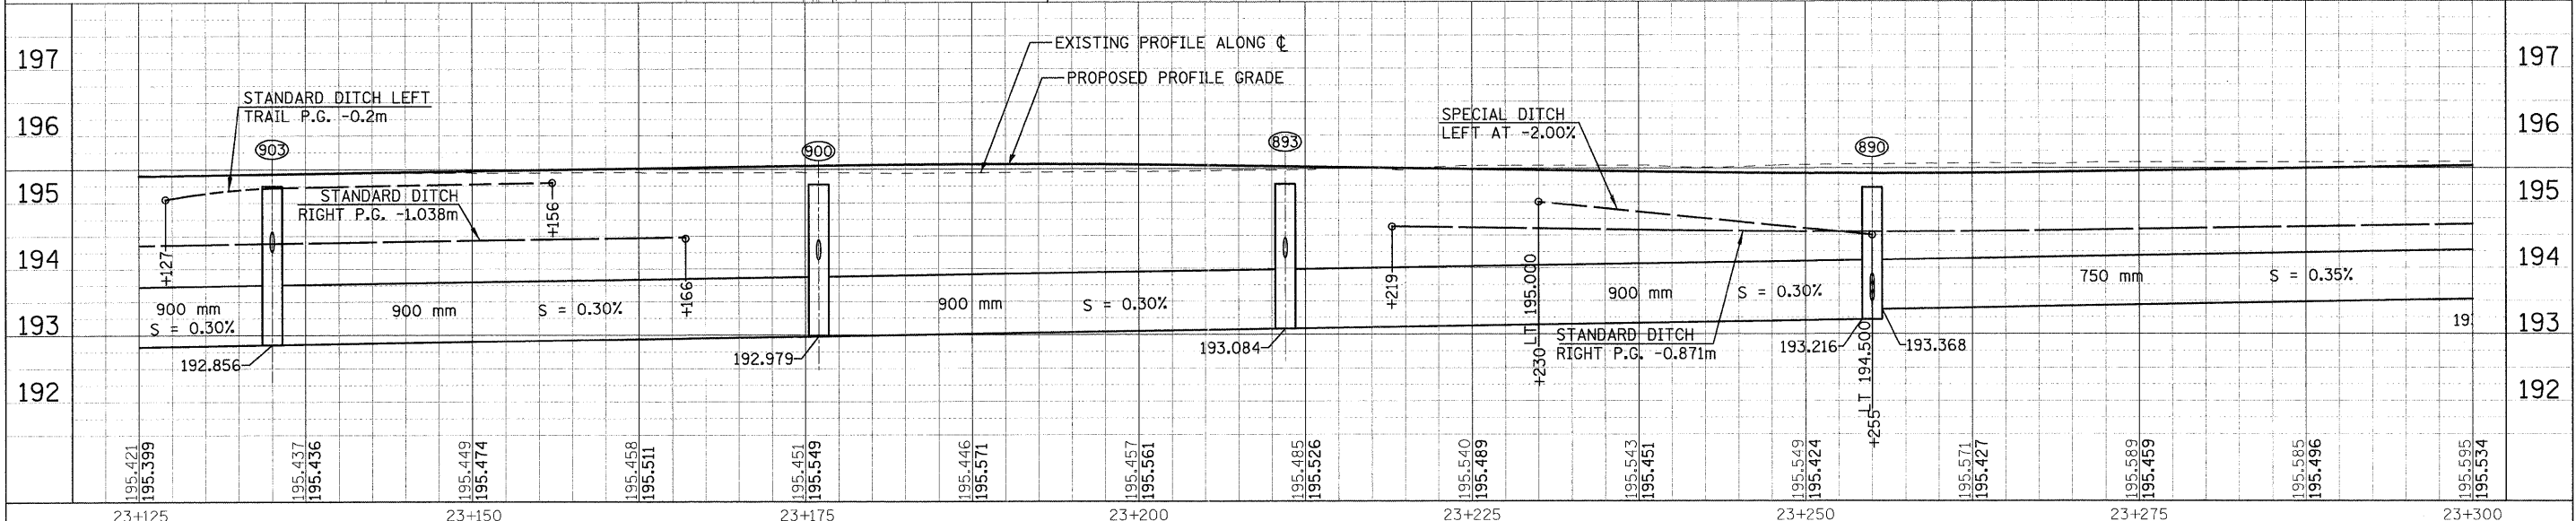 EXISTING PROFILE ALONG ℄
PROPOSED PROFILE GRADE
197
197
STANDARD DITCH LEFT
TRAIL P.G. -0.2m
SPECIAL DITCH
LEFT AT -2.00%
196
196
903
900
893
890
195
195
STANDARD DITCH
RIGHT P.G. -1.038m
+156
+127
+166
+219
+230 LT 195.000
194
194
900 mm
S = 0.30%
900 mm
S = 0.30%
900 mm
S = 0.30%
900 mm
S = 0.30%
750 mm
S = 0.35%
193
193
STANDARD DITCH
RIGHT P.G. -0.871m
192.856
192.979
193.084
193.216
193.368
+255 LT 194.500
192
192
195.421
195.399
195.437
195.436
195.449
195.474
195.458
195.511
195.451
195.549
195.446
195.571
195.457
195.561
195.485
195.526
195.540
195.489
195.543
195.451
195.549
195.424
195.571
195.427
195.589
195.459
195.585
195.496
195.595
195.534
23+125
23+150
23+175
23+200
23+225
23+250
23+275
23+300